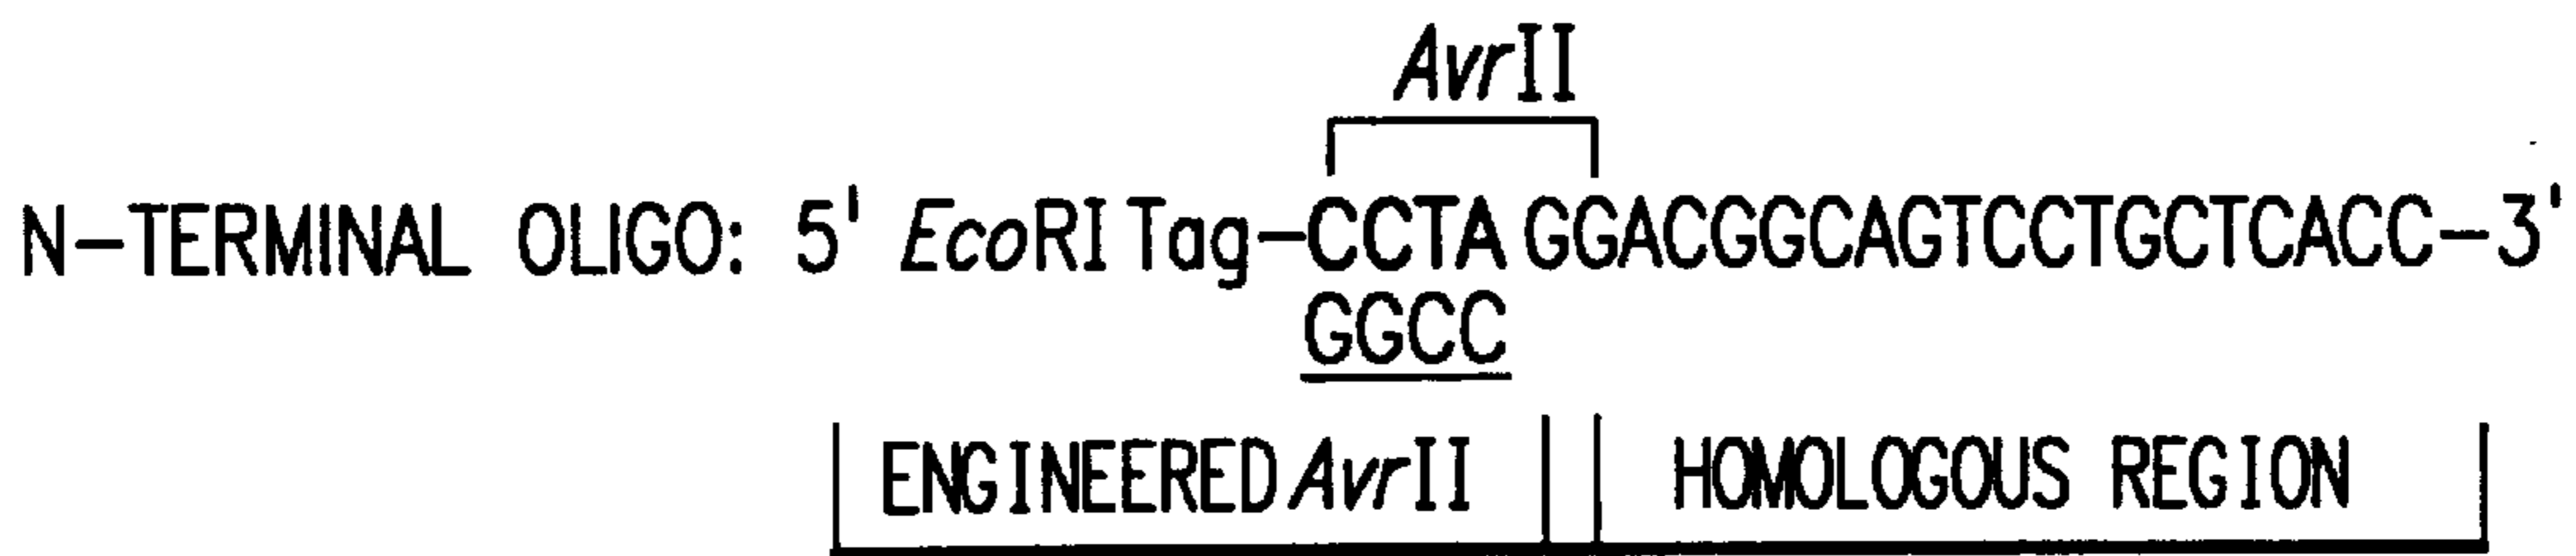 AvrII
N-TERMINAL OLIGO: 5' EcoRI Tag-CCTA GGACGGCAGTCCTGCTCACC-3'
GGCC
ENGINEERED AvrII HOMOLOGOUS REGION